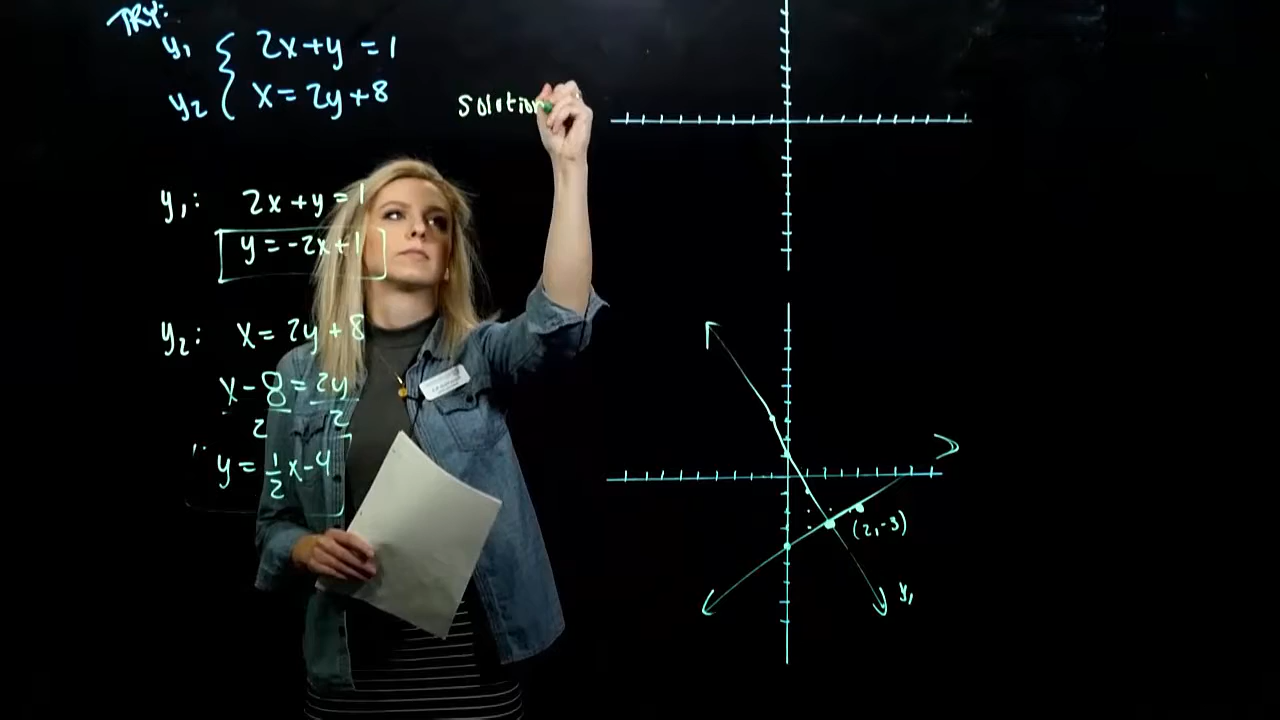 TRY:
y₁ { 2x+y = 1
y₂ { x = 2y+8
solution
y₁: 2x+y = 1
y = -2x+1
y₂: x = 2y + 8
x - 8 = 2y
2 2
y = 1/2 x - 4
(2,-3)
y₁